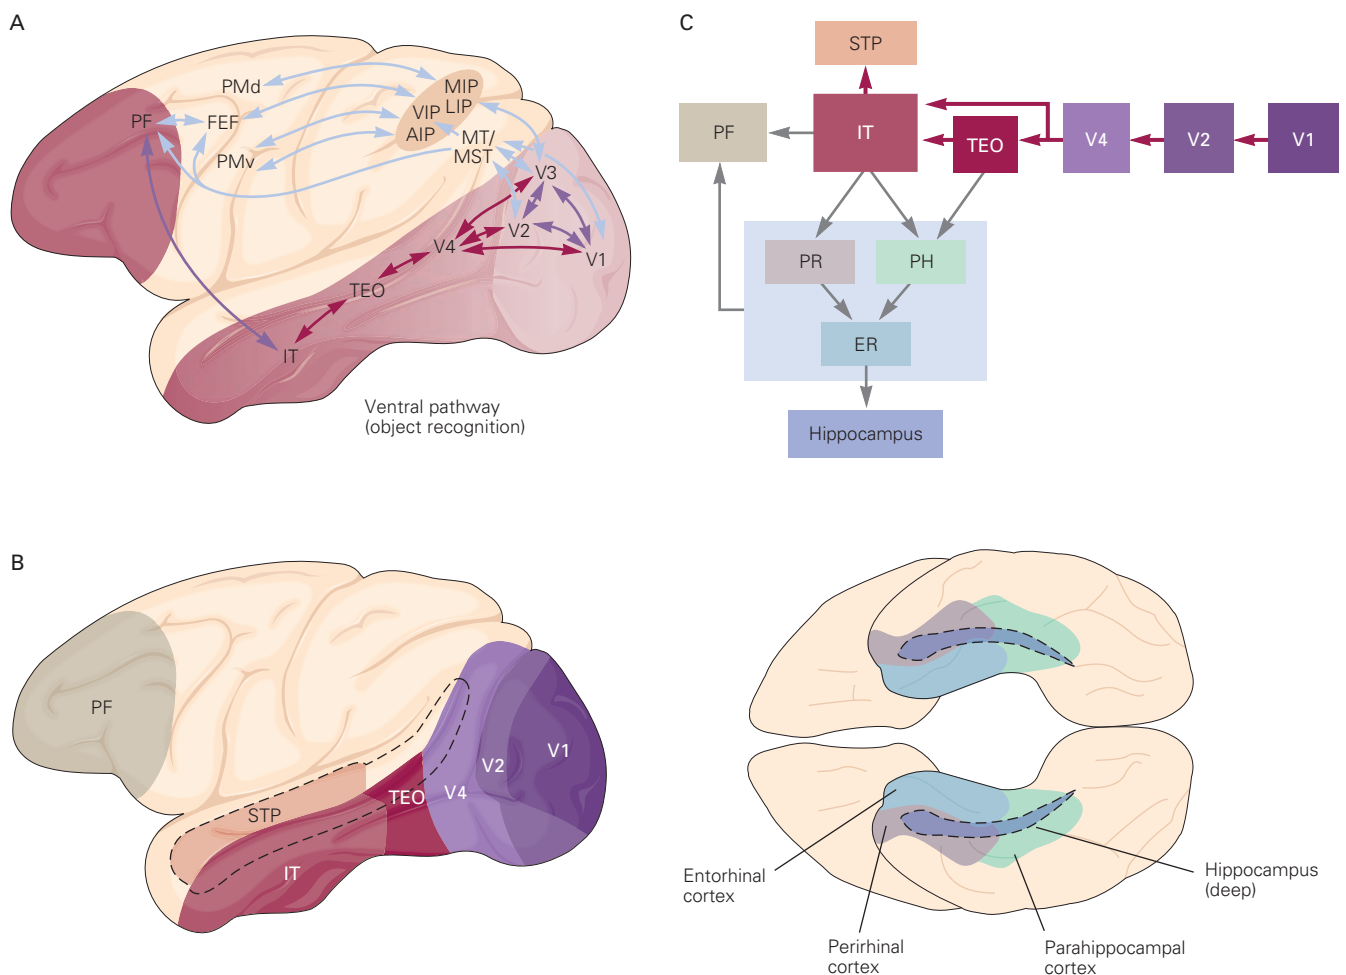 A
PMd
MIP
LIP
VIP
AIP
PF
FEF
PMv
MT/
MST
V3
V2
V1
V4
TEO
IT
Ventral pathway
(object recognition)
C
STP
PF
IT
TEO
V4
V2
V1
PR
PH
ER
Hippocampus
B
PF
STP
IT
TEO
V4
V2
V1
Entorhinal
cortex
Perirhinal
cortex
Parahippocampal
cortex
Hippocampus
(deep)